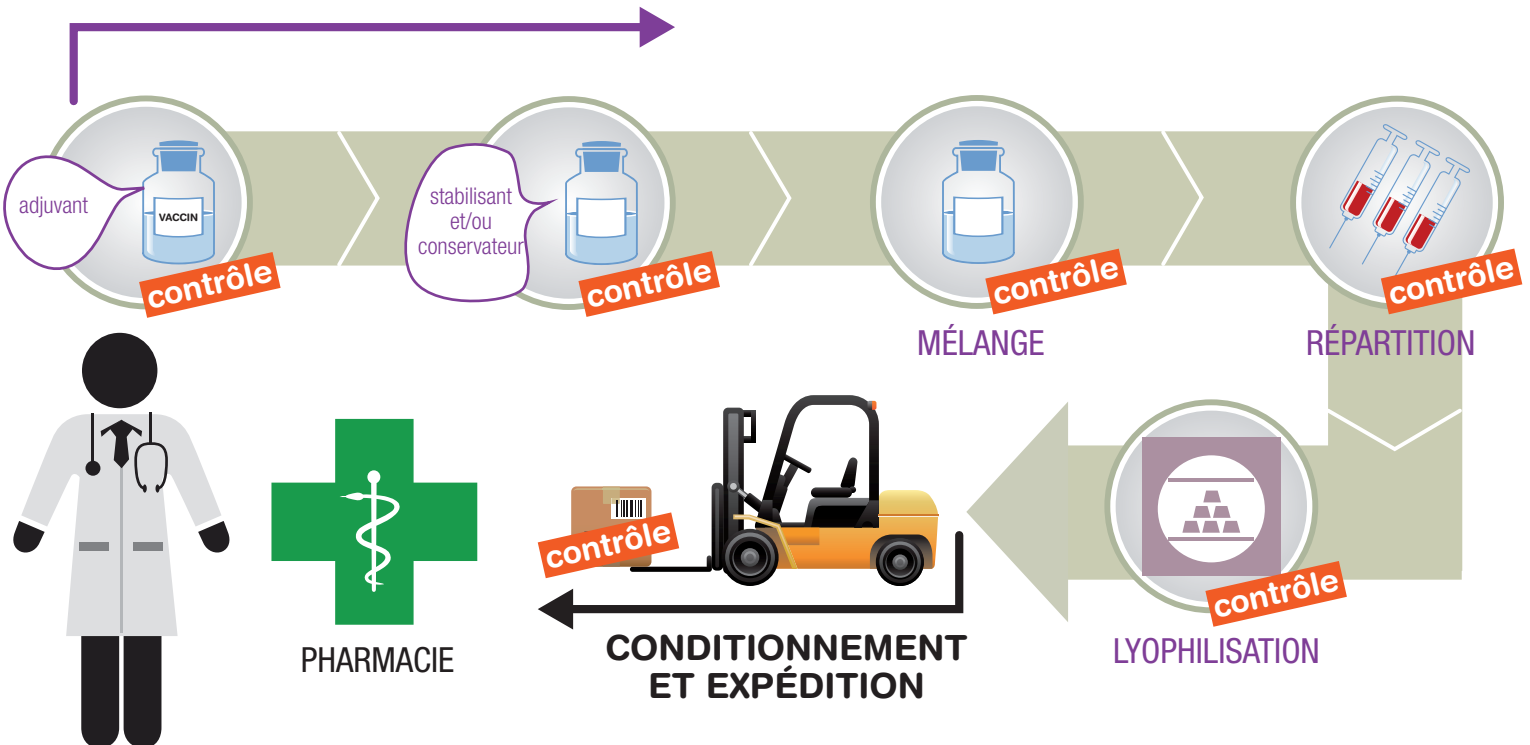 adjuvant
VACCIN
contrôle
stabilisant
et/ou
conservateur
contrôle
contrôle
MÉLANGE
contrôle
RÉPARTITION
contrôle
LYOPHILISATION
contrôle
CONDITIONNEMENT
ET EXPÉDITION
PHARMACIE